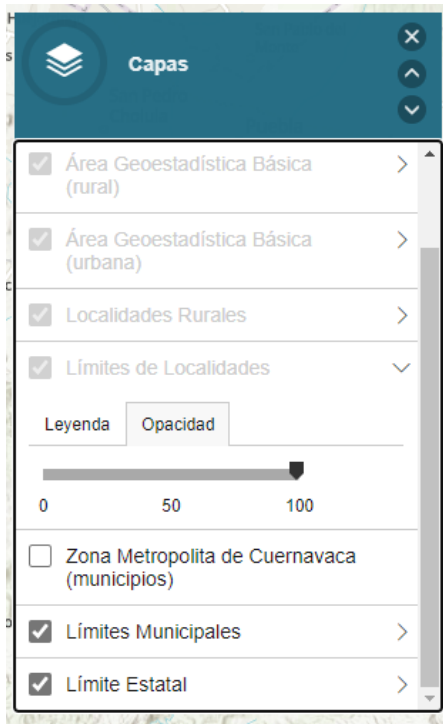 Capas
Área Geoestadística Básica
(rural)
Área Geoestadística Básica
(urbana)
Localidades Rurales
Límites de Localidades
Leyenda Opacidad
0 50 100
Zona Metropolita de Cuernavaca
(municipios)
Límites Municipales
Límite Estatal